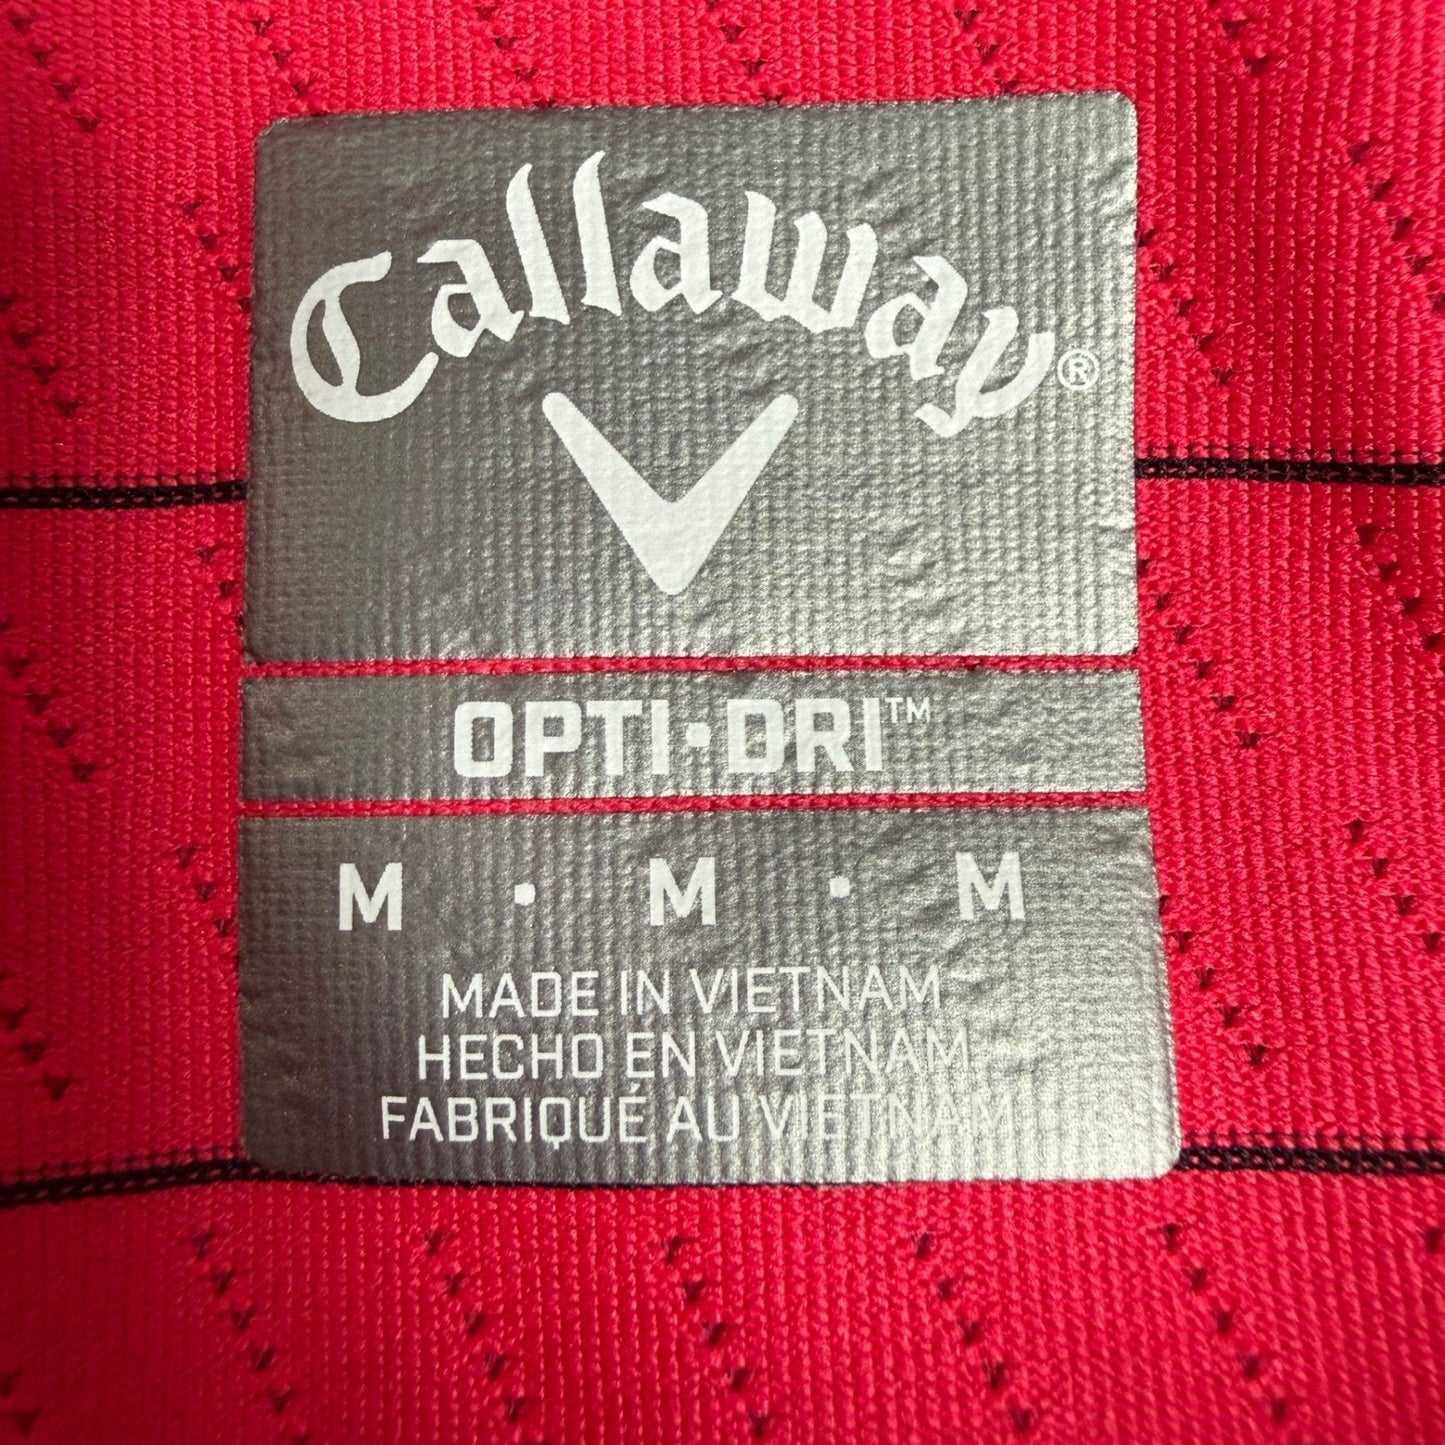 Callaway®
OPTI·DRI™
M · M · M
MADE IN VIETNAM
HECHO EN VIETNAM
FABRIQUÉ AU VIETNAM